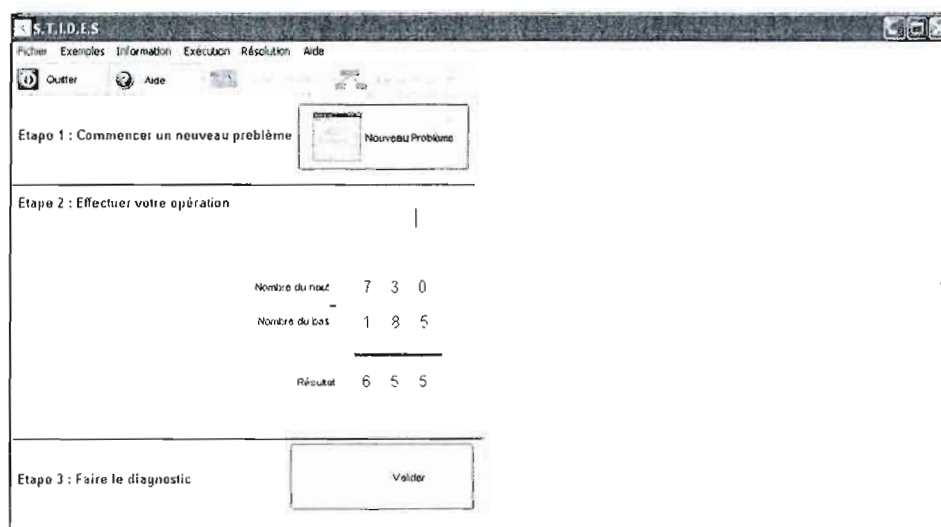 S.T.I.D.E.S
Fichier Exemples Information Exécution Résolution Aide
Quitter Aide
Etape 1 : Commencer un nouveau problème
Nouveau Problème
Etape 2 : Effectuer votre opération
Nombre du haut 7 3 0
-
Nombre du bas 1 8 5
Résultat 6 5 5
Etape 3 : Faire le diagnostic
Valider